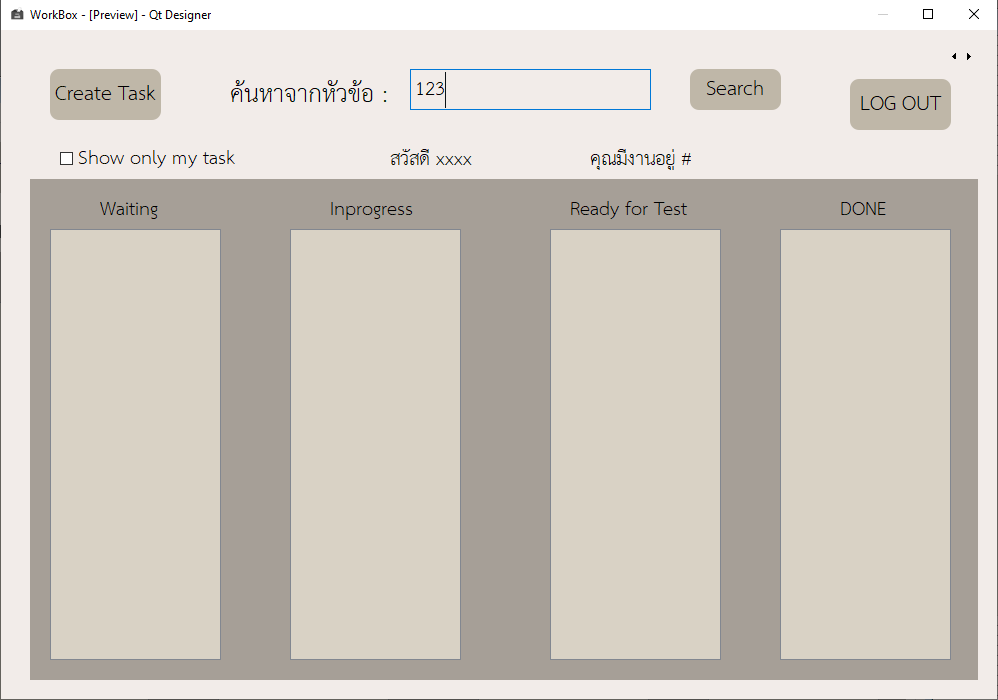 WorkBox - [Preview] - Qt Designer
Create Task
ค้นหาจากหัวข้อ :
123
Search
LOG OUT
Show only my task
สวัสดี xxxx
คุณมีงานอยู่ #
Waiting
Inprogress
Ready for Test
DONE